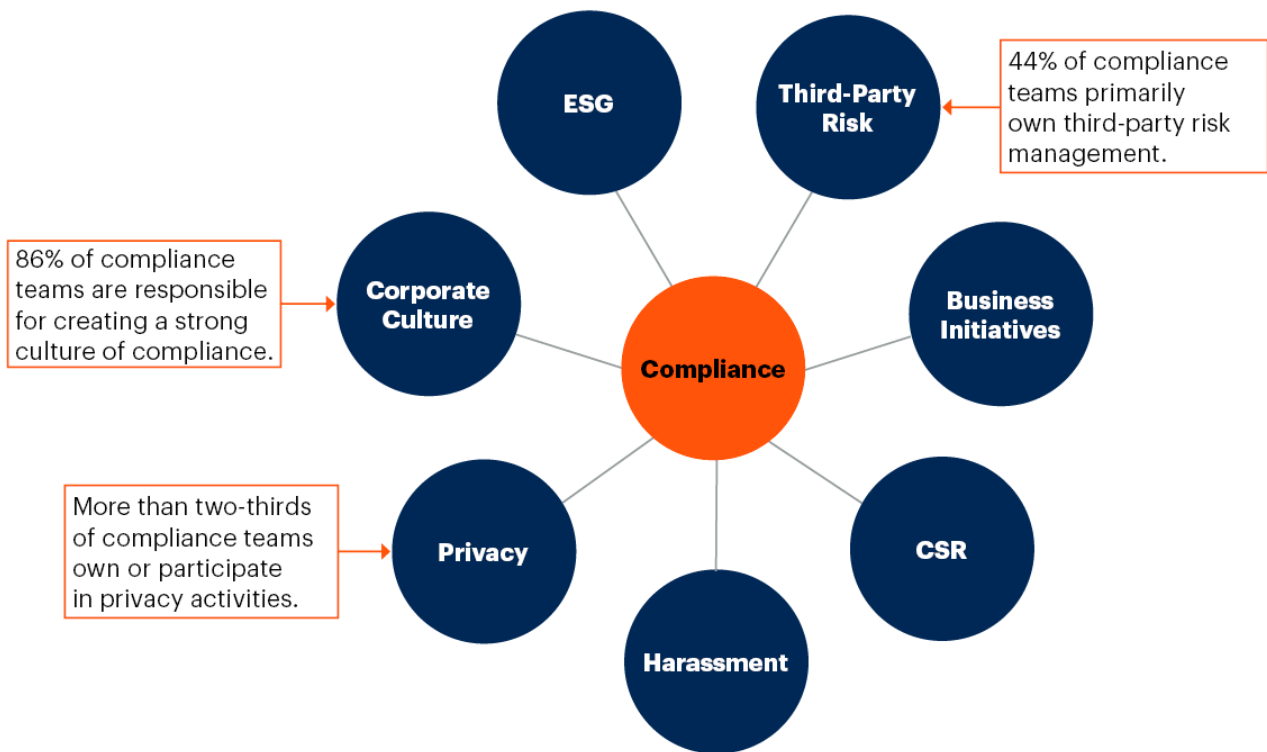 ESG
Third-Party
Risk
44% of compliance
teams primarily
own third-party risk
management.
86% of compliance
teams are responsible
for creating a strong
culture of compliance.
Corporate
Culture
Business
Initiatives
Compliance
More than two-thirds
of compliance teams
own or participate
in privacy activities.
Privacy
CSR
Harassment